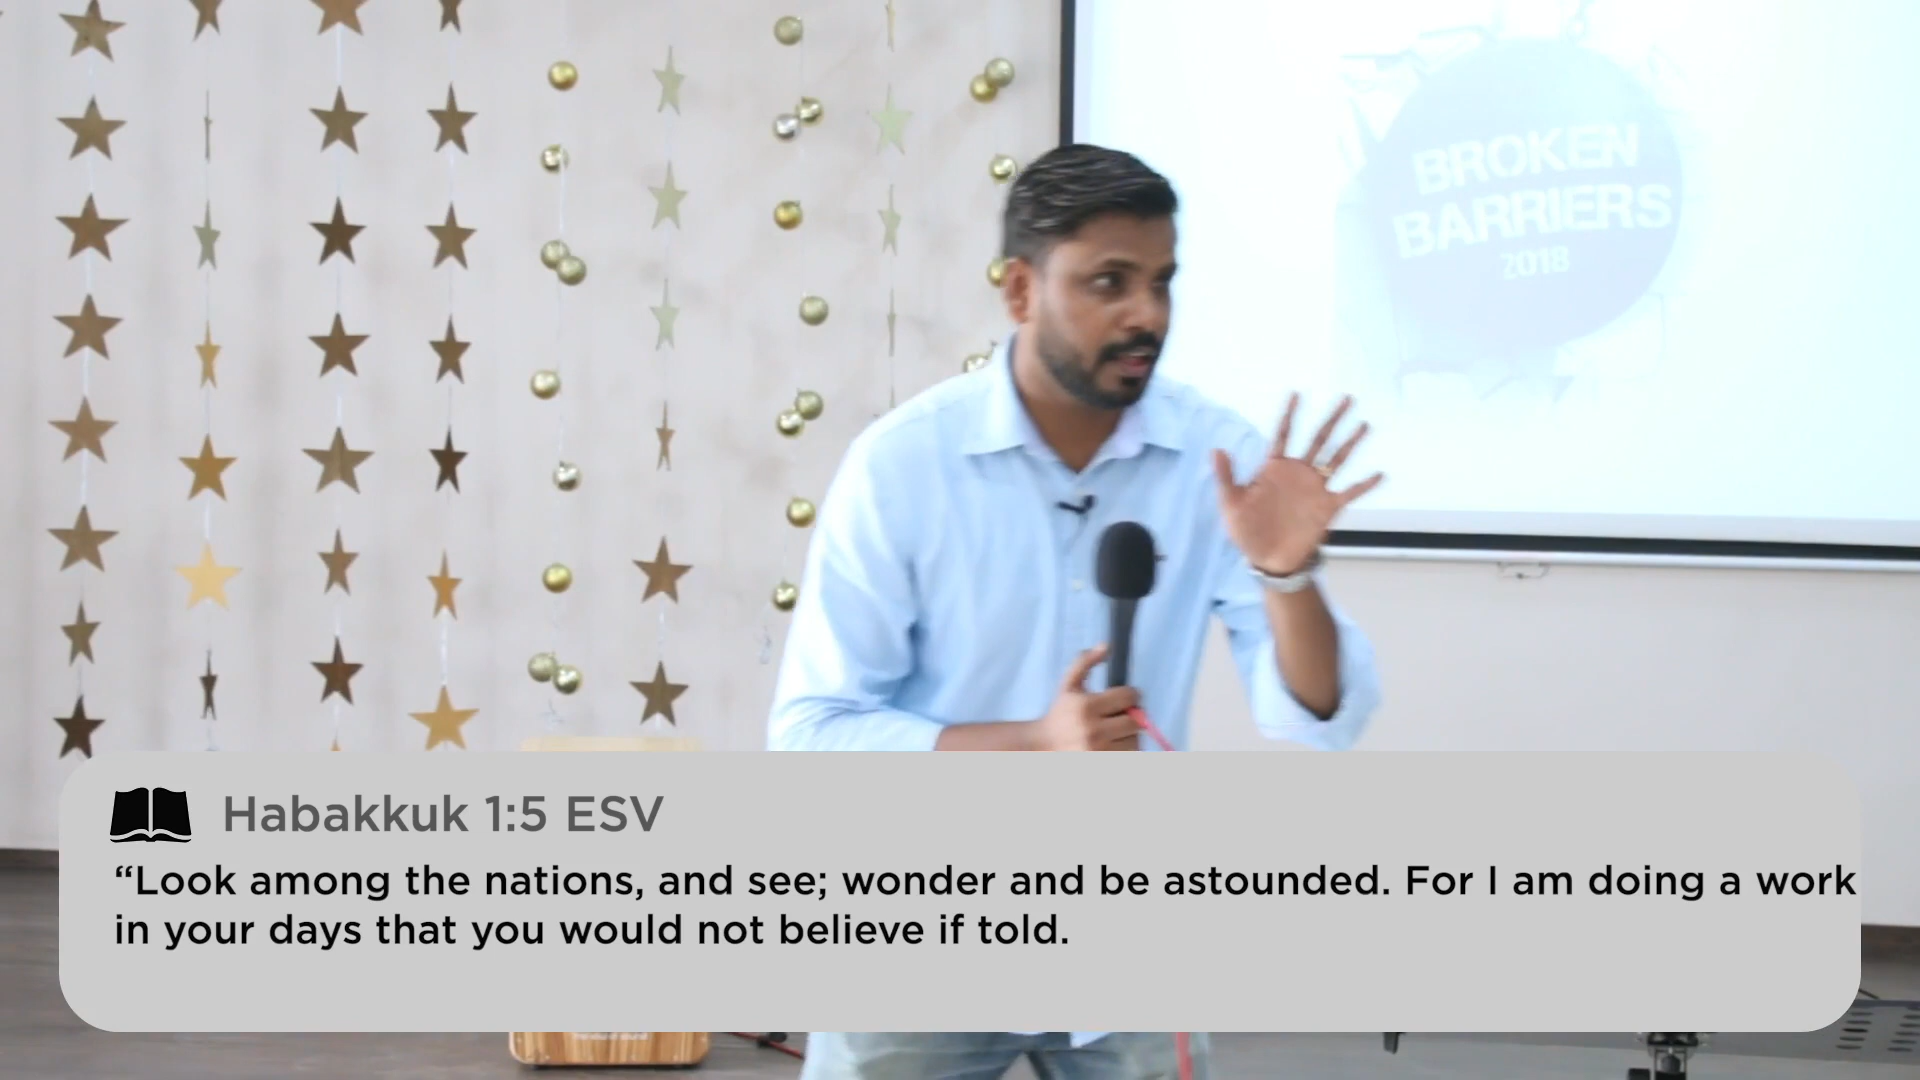 BROKEN
BARRIERS
2018
Habakkuk 1:5 ESV
“Look among the nations, and see; wonder and be astounded. For I am doing a work
in your days that you would not believe if told.